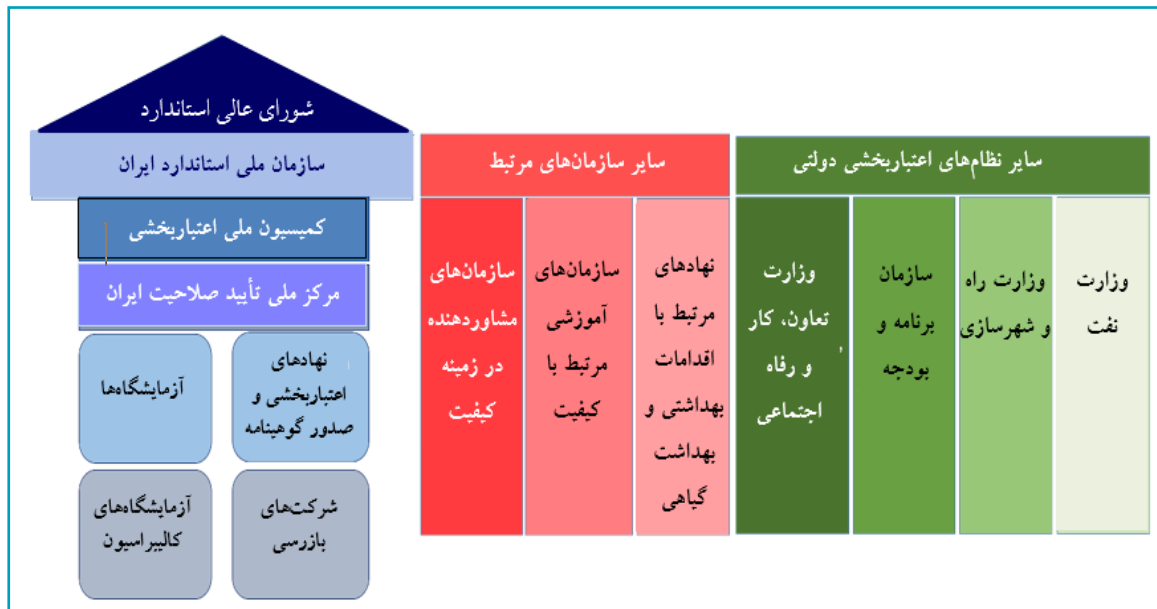 شورای عالی استاندارد
سازمان ملی استاندارد ایران
کمیسیون ملی اعتباربخشی
مرکز ملی تأیید صلاحیت ایران
نهادهای
اعتباربخشی و
صدور گوهینامه
آزمایشگاه‌ها
شرکت‌های
بازرسی
آزمایشگاه‌های
کالیبراسیون
سایر سازمان‌های مرتبط
نهادهای
مرتبط با
اقدامات
بهداشتی و
بهداشت
گیاهی
سازمان‌های
آموزشی
مرتبط با
کیفیت
سازمان‌های
مشاوردهنده
در زمینه
کیفیت
سایر نظام‌های اعتباربخشی دولتی
وزارت
نفت
وزارت راه
و شهرسازی
سازمان
برنامه و
بودجه
وزارت
تعاون، کار
و رفاه
اجتماعی